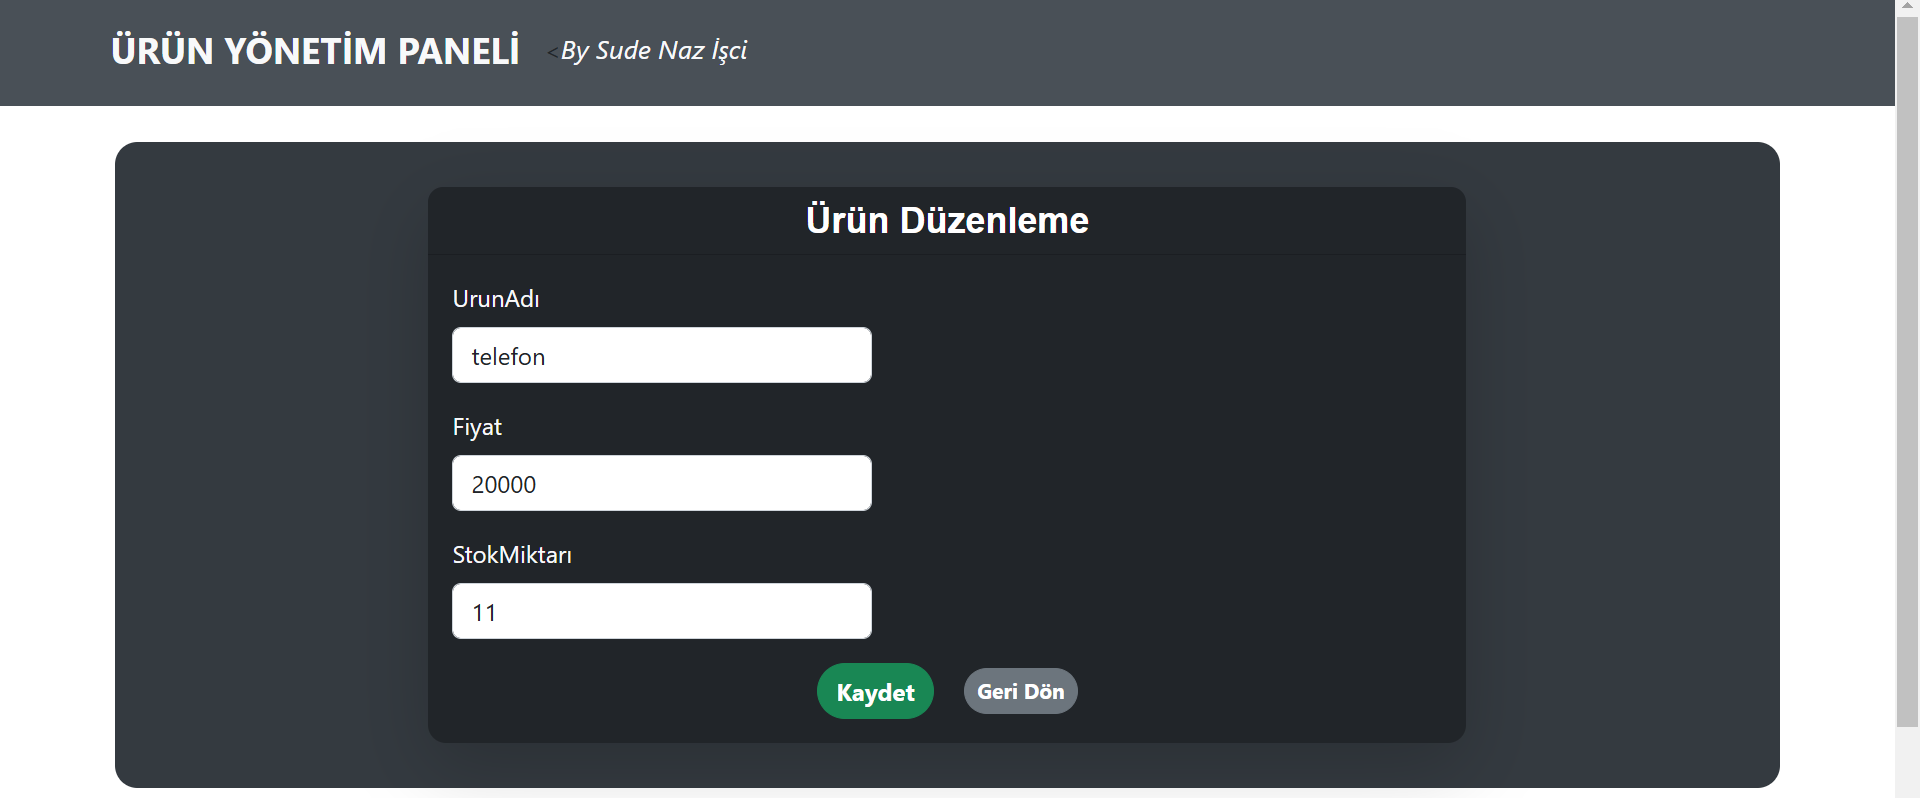 ÜRÜN YÖNETİM PANELİ <By Sude Naz İşci
Ürün Düzenleme
UrunAdı
telefon
Fiyat
20000
StokMiktarı
11
Kaydet Geri Dön